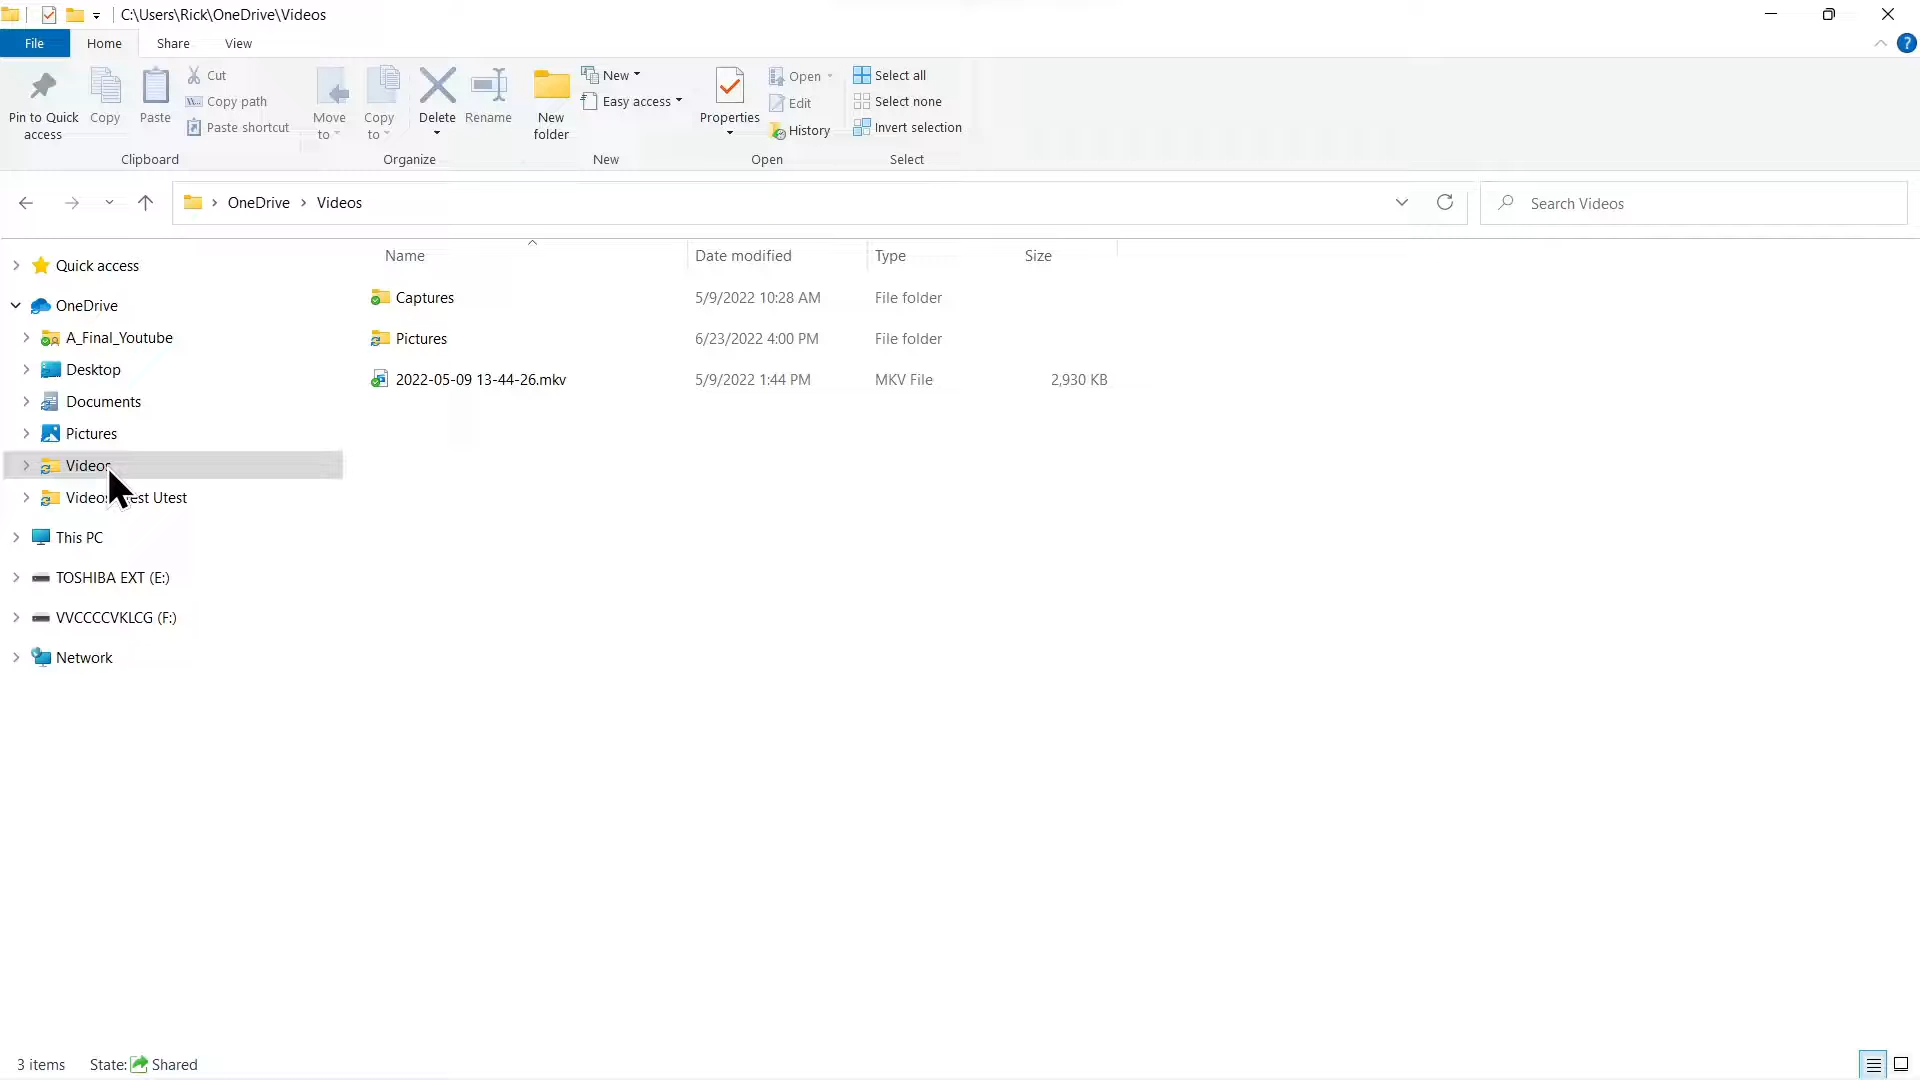 C:\Users\Rick\OneDrive\Videos
File Home Share View
Pin to Quick access
Copy
Paste
Cut
Copy path
Paste shortcut
Clipboard
Move to
Copy to
Delete
Rename
Organize
New folder
New
Easy access
New
Properties
Open
Edit
History
Open
Select all
Select none
Invert selection
Select
OneDrive > Videos
Search Videos
Name Date modified Type Size
Captures 5/9/2022 10:28 AM File folder
Pictures 6/23/2022 4:00 PM File folder
2022-05-09 13-44-26.mkv 5/9/2022 1:44 PM MKV File 2,930 KB
Quick access
OneDrive
A_Final_Youtube
Desktop
Documents
Pictures
Videos
Utest
This PC
TOSHIBA EXT (E:)
VVCCCCVKLCG (F:)
Network
3 items State: Shared